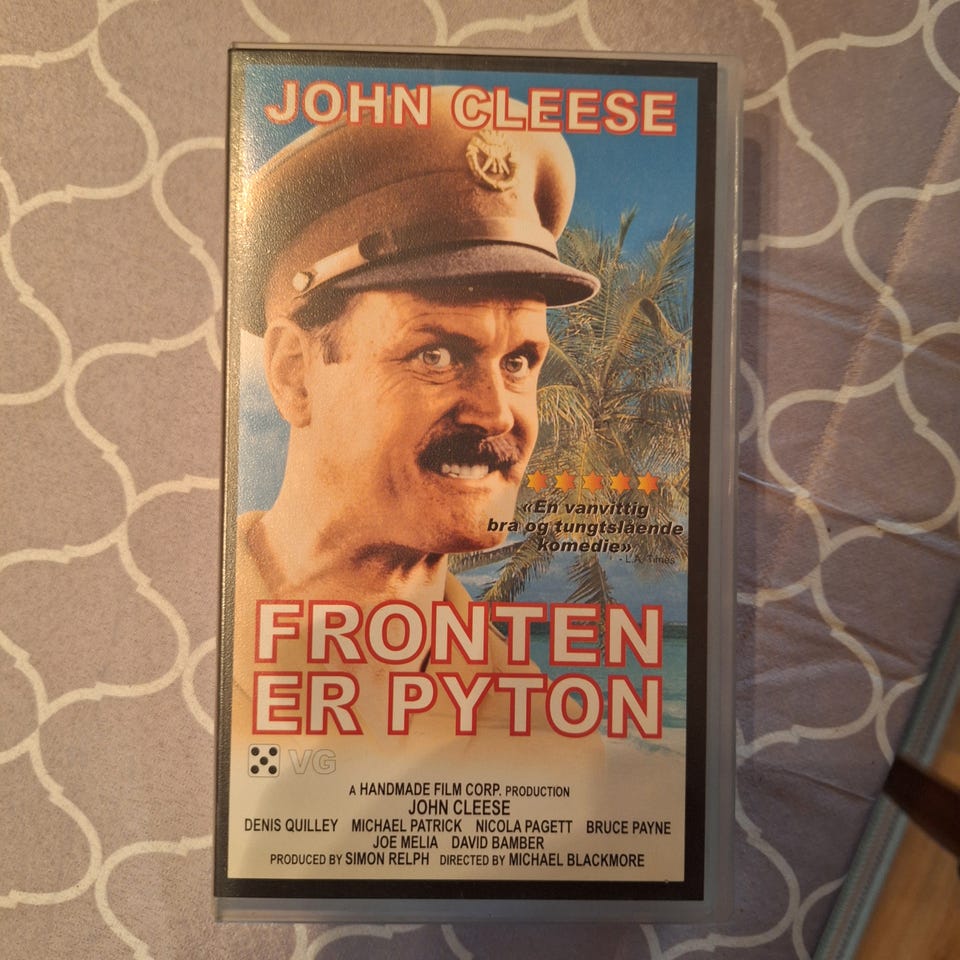 JOHN CLEESE
«En vanvittig
bra og tungtslående
komedie»
- L.A. Times
FRONTEN
ER PYTON
VG
A HANDMADE FILM CORP. PRODUCTION
JOHN CLEESE
DENIS QUILLEY MICHAEL PATRICK NICOLA PAGETT BRUCE PAYNE
JOE MELIA DAVID BAMBER
PRODUCED BY SIMON RELPH DIRECTED BY MICHAEL BLACKMORE